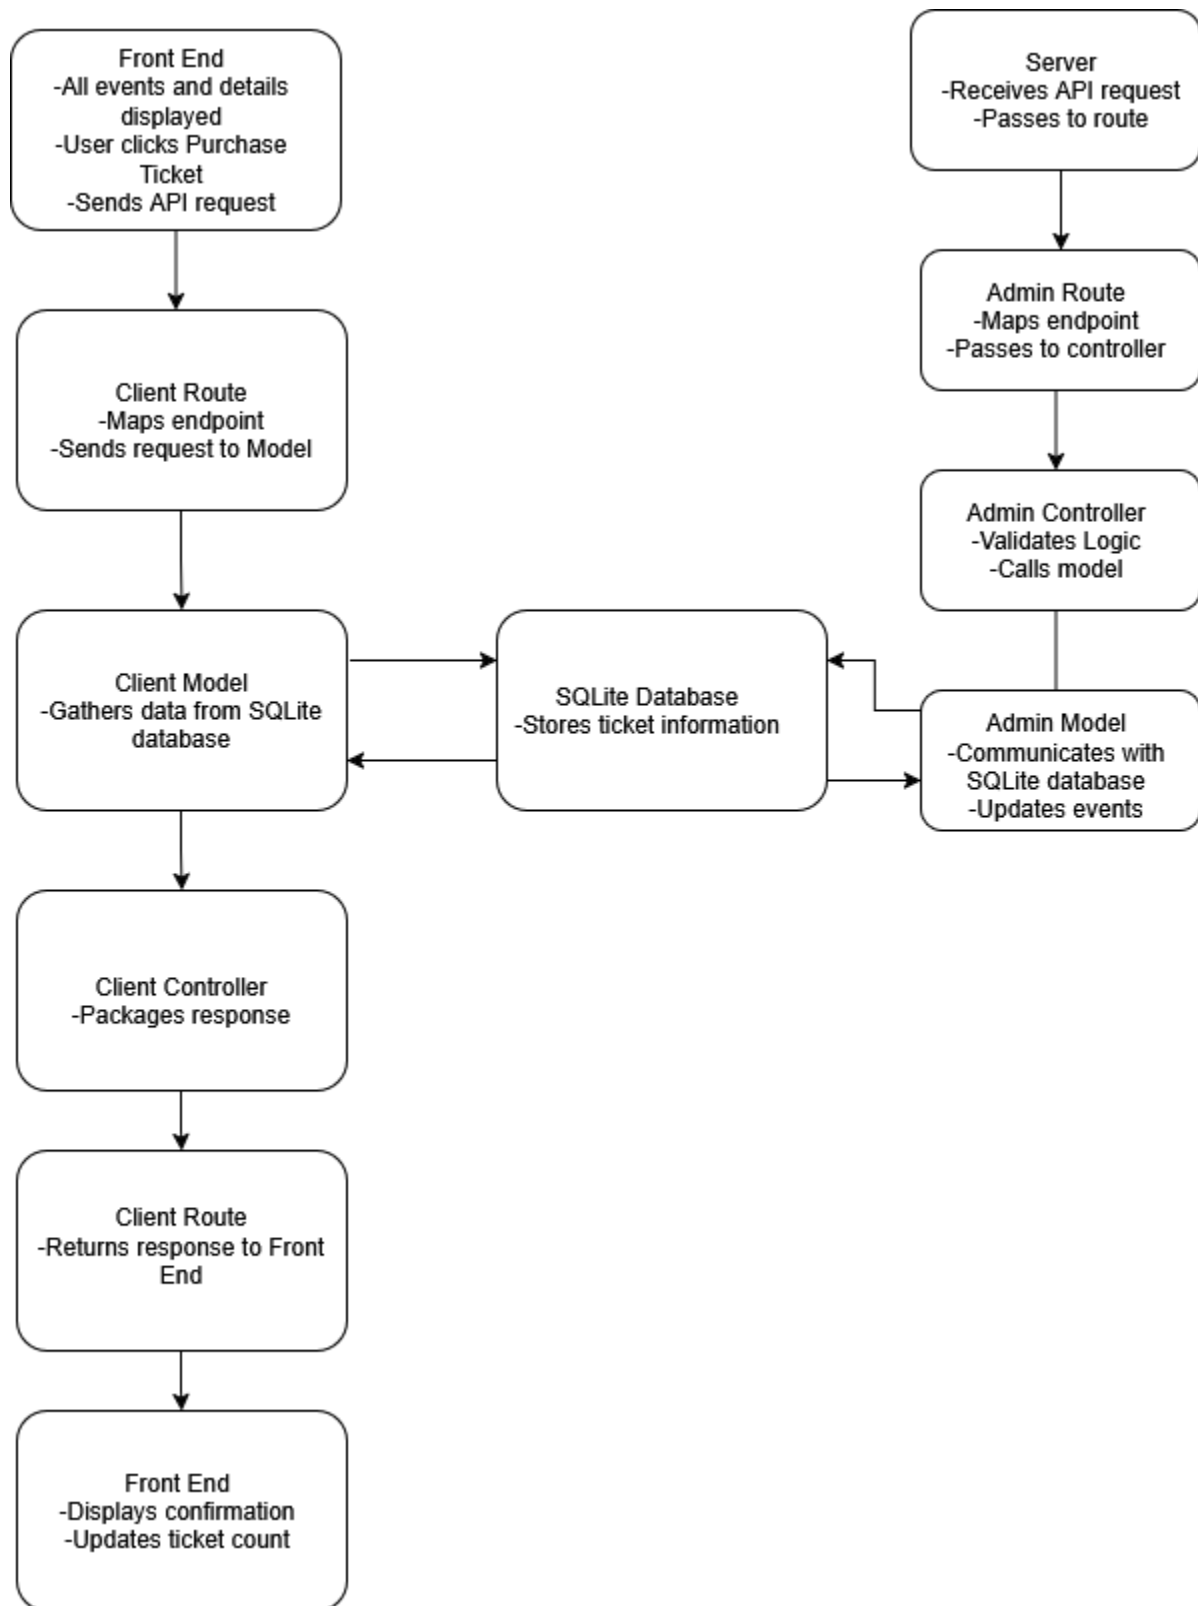 Front End
-All events and details
displayed
-User clicks Purchase
Ticket
-Sends API request
Server
-Receives API request
-Passes to route
Admin Route
-Maps endpoint
-Passes to controller
Client Route
-Maps endpoint
-Sends request to Model
Admin Controller
-Validates Logic
-Calls model
Client Model
-Gathers data from SQLite
database
SQLite Database
-Stores ticket information
Admin Model
-Communicates with
SQLite database
-Updates events
Client Controller
-Packages response
Client Route
-Returns response to Front
End
Front End
-Displays confirmation
-Updates ticket count